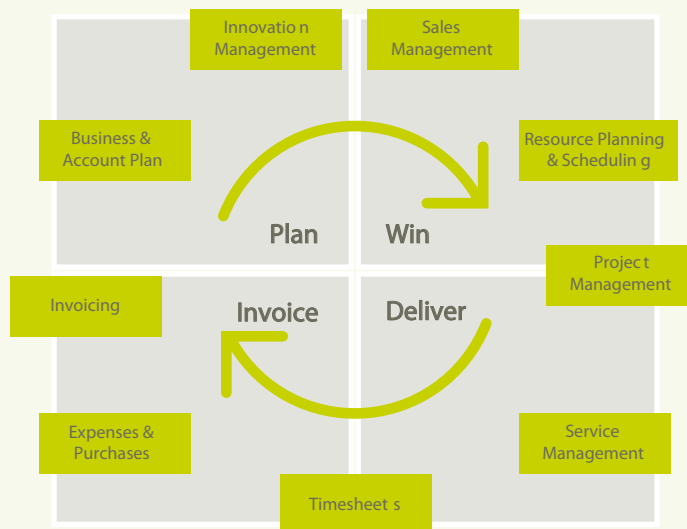 Innovatio n
Management
Sales
Management
Business &
Account Plan
Resource Planning
& Schedulin g
Plan
Win
Projec t
Management
Invoicing
Invoice
Deliver
Expenses &
Purchases
Service
Management
Timesheet s